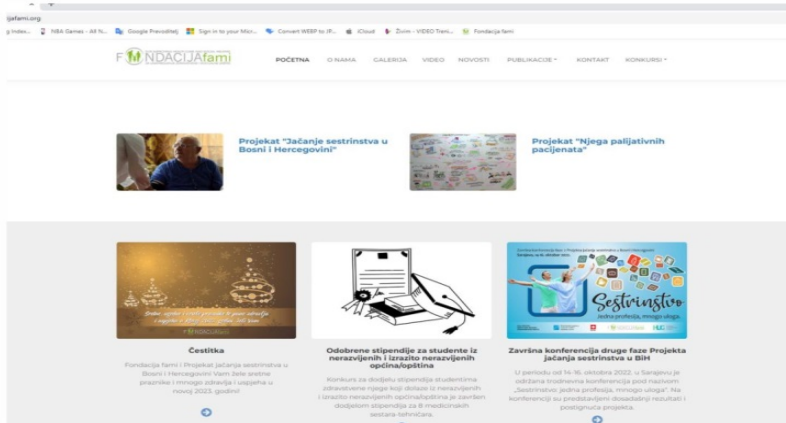 ijafami.org
NBA Games - All N...
Google Prevoditelj
Sign in to your Micr...
Convert WEBP to JP...
iCloud
Živim - VIDEO Tren...
Fondacija fami
FONDACIJAfami
POČETNA
O NAMA
GALERIJA
VIDEO
NOVOSTI
PUBLIKACIJE
KONTAKT
KONKURSI
Projekat "Jačanje sestrinstva u
Bosni i Hercegovini"
Projekat "Njega palijativnih
pacijenata"
Čestitka
Fondacija fami i Projekat jačanja sestrinstva u
Bosni i Hercegovini Vam žele sretne
praznike i mnogo zdravlja i uspjeha u
novoj 2023. godini!
Odobrene stipendije za studente iz
nerazvijenih i izrazito nerazvijenih
općina/opština
Konkurs za dodjelu stipendija studentima
zdravstvene njege koji dolaze iz nerazvijenih
i izrazito nerazvijenih općina/opština je završen
dodjelom stipendija za 8 medicinskih
sestara-tehničara.
Sestrinstvo
Jedna profesija, mnogo uloga.
Završna konferencija druge faze Projekta
jačanja sestrinstva u BIH
U periodu od 14-16. oktobra 2022. u Sarajevu je
održana trodnevna konferencija pod nazivom
„Sestrinstvo: jedna profesija, mnogo uloga". Na
konferenciji su predstavljeni dosadašnji rezultati i
postignuća projekta.